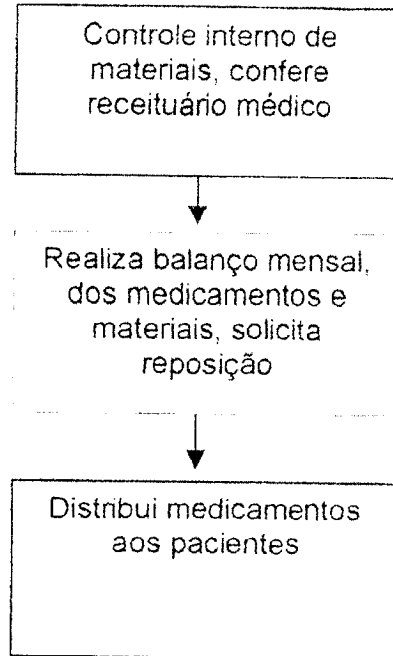 Controle interno de
materiais, confere
receituário médico
Realiza balanço mensal,
dos medicamentos e
materiais, solicita
reposição
Distribui medicamentos
aos pacientes